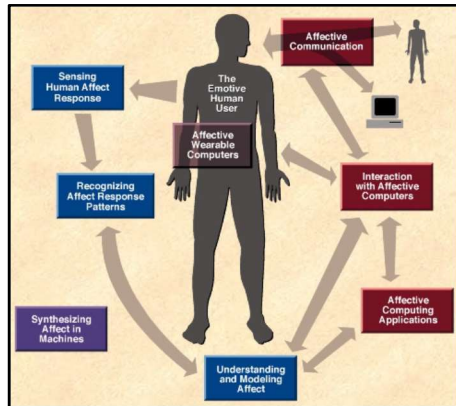 Affective
Communication
Sensing
Human Affect
Response
The
Emotive
Human
User
Affective
Wearable
Computers
Recognizing
Affect Response
Patterns
Interaction
with Affective
Computers
Synthesizing
Affect in
Machines
Affective
Computing
Applications
Understanding
and Modeling
Affect